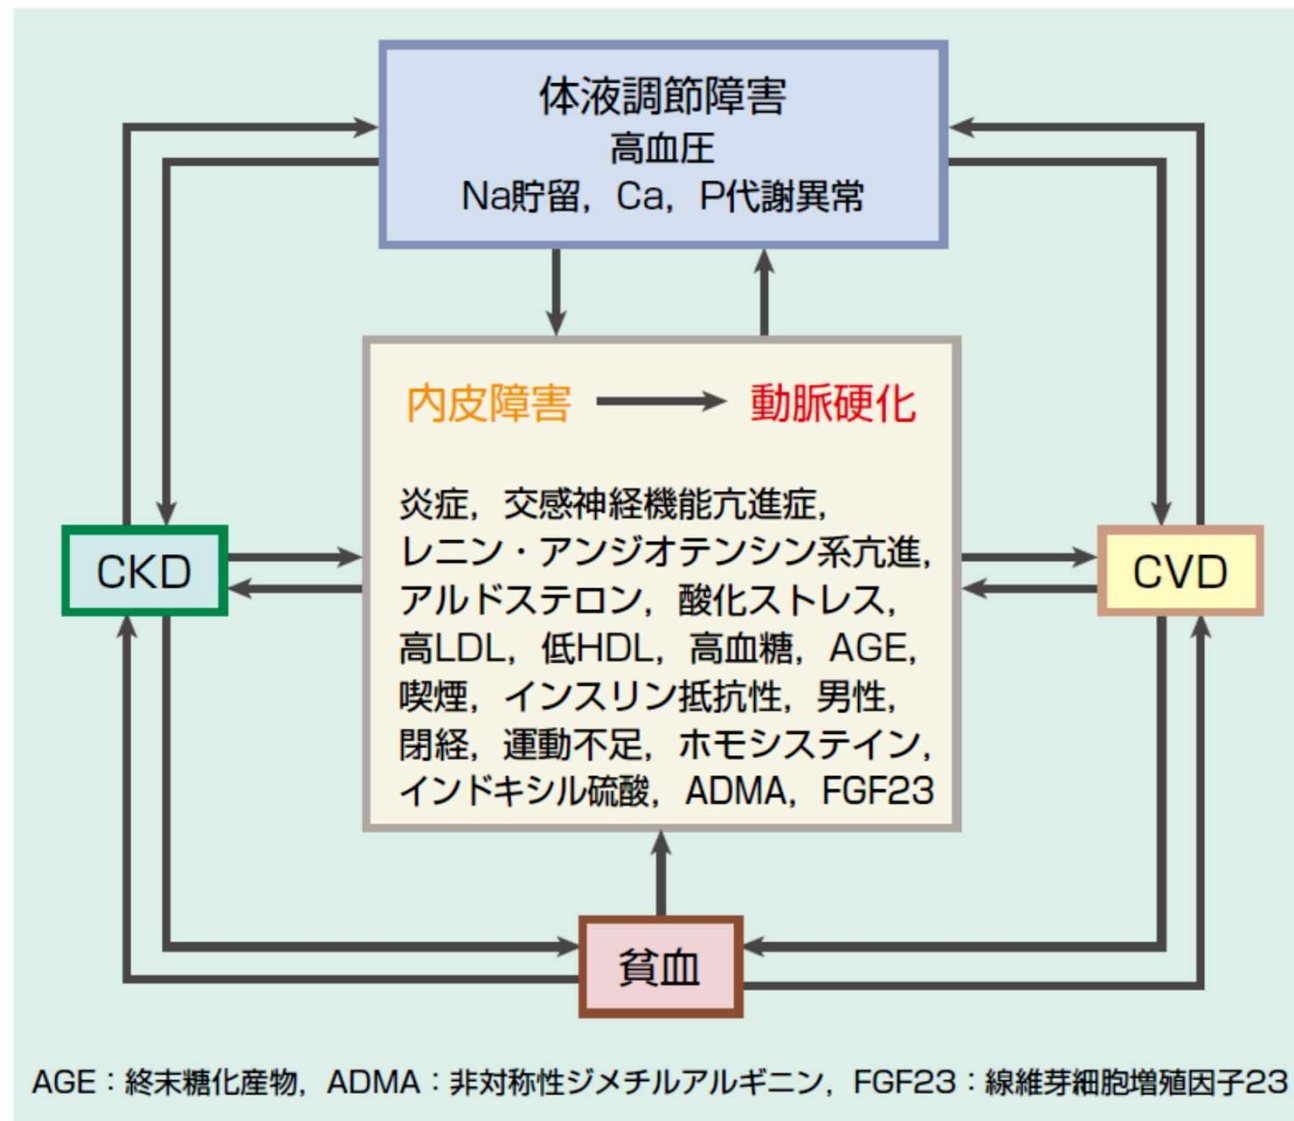 体液調節障害
高血圧
Na貯留，Ca，P代謝異常
内皮障害
動脈硬化
炎症，交感神経機能亢進症，
レニン・アンジオテンシン系亢進，
アルドステロン，酸化ストレス，
高LDL，低HDL，高血糖，AGE，
喫煙，インスリン抵抗性，男性，
閉経，運動不足，ホモシステイン，
インドキシル硫酸，ADMA，FGF23
CKD
CVD
貧血
AGE：終末糖化産物，ADMA：非対称性ジメチルアルギニン，FGF23：線維芽細胞増殖因子23